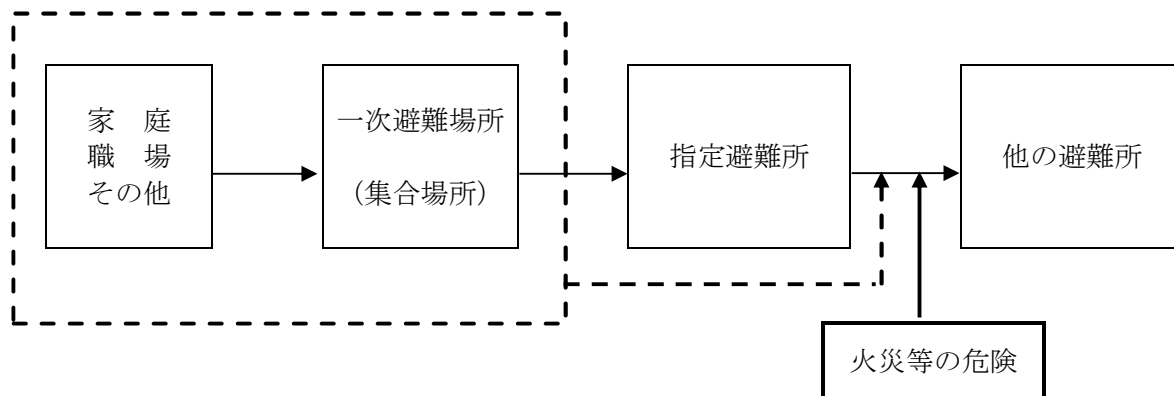 家　庭
職　場
その他
一次避難場所
（集合場所）
指定避難所
他の避難所
火災等の危険